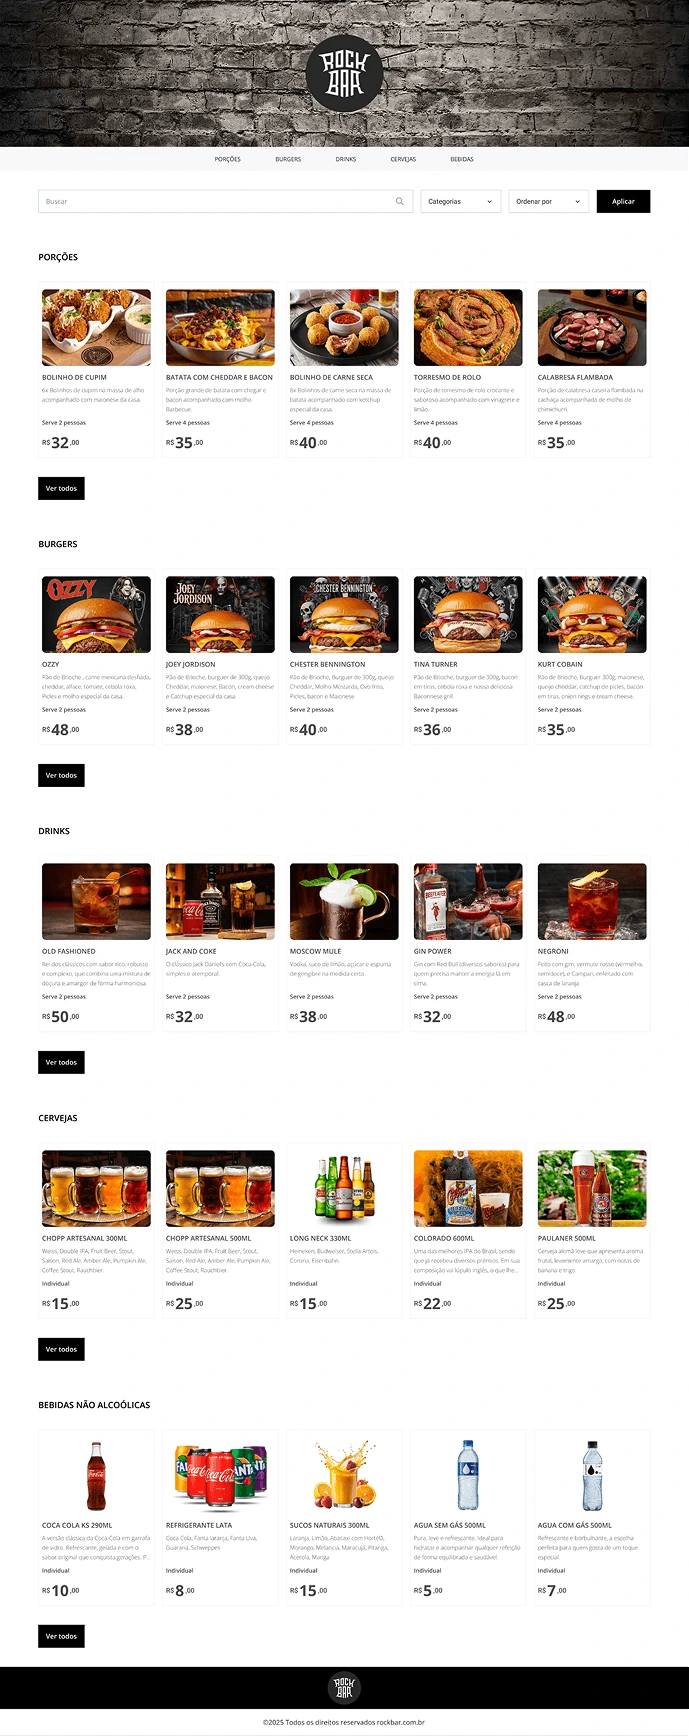 ROCK
BAR
PORÇÕES
BURGERS
DRINKS
CERVEJAS
BEBIDAS
Buscar
Categorias
Ordenar por
Aplicar
PORÇÕES
BOLINHO DE CUPIM
6x Bolinhos de cupim na massa de alho
acompanhado com maionese da casa.
Serve 2 pessoas
R$32,00
BATATA COM CHEDDAR E BACON
Porção grande de batata com chegar e
bacon acompanhado com molho
Barbecue.
Serve 4 pessoas
R$35,00
BOLINHO DE CARNE SECA
8x Bolinhos de carne seca na massa de
batata acompanhado com ketchup
especial da casa.
Serve 4 pessoas
R$40,00
TORRESMO DE ROLO
Porção de torresmo de rolo crocante e
saboroso acompanhado com vinagrete e
limão.
Serve 4 pessoas
R$40,00
CALABRESA FLAMBADA
Porção de calabresa caseira flambada na
cachaça acompanhada de molho de
chimichurri.
Serve 4 pessoas
R$35,00
Ver todos
BURGERS
OZZY
OZZY
Pão de Brioche , carne mexicana desfiada,
cheddar, alface, tomate, cebola roxa,
Picles e molho especial da casa.
Serve 2 pessoas
R$48,00
JOEY
JORDISON
JOEY JORDISON
Pão de Brioche, burguer de 300g, queijo
Cheddar, maionese, Bacon, cream cheese
e Catchup especial da casa.
Serve 2 pessoas
R$38,00
CHESTER BENNINGTON
CHESTER BENNINGTON
Pão de Brioche, Burguer de 300g, queijo
Cheddar, Molho Mostarda, Ovo frito,
Picles, bacon e Maionese
Serve 2 pessoas
R$40,00
TINA TURNER
Pão de Brioche, Burguer de 300g, bacon
em tiras, cebola roxa e nossa deliciosa
Baconnese grill.
Serve 2 pessoas
R$36,00
KURT COBAIN
Pão de Brioche, Burguer 300g, maionese,
queijo cheddar, catchup de picles, bacon
em tiras, onion rings e cream cheese.
Serve 2 pessoas
R$35,00
Ver todos
DRINKS
OLD FASHIONED
Rei dos clássicos com sabor rico, robusto
e complexo, que combina uma mistura de
doçura e amargor de forma harmoniosa.
Serve 2 pessoas
R$50,00
JACK AND COKE
O clássico Jack Daniel's com Coca-Cola,
simples e atemporal.
Serve 2 pessoas
R$32,00
MOSCOW MULE
Vodka, suco de limão, açúcar e espuma
de gengibre na medida certa.
Serve 2 pessoas
R$38,00
BEEFEATER
GIN POWER
Gin com Red Bull (diversos sabores) para
quem precisa manter a energia lá em
cima.
Serve 2 pessoas
R$32,00
NEGRONI
Feito com gim, vermute rosso (vermelho,
semidoce), e Campari, enfeitado com
casca de laranja
Serve 2 pessoas
R$48,00
Ver todos
CERVEJAS
CHOPP ARTESANAL 300ML
Weiss, Double IPA, Fruit Beer, Stout,
Saison, Red Ale, Amber Ale, Pumpkin Ale,
Coffee Stout, Rauchbier.
Individual
R$15,00
CHOPP ARTESANAL 500ML
Weiss, Double IPA, Fruit Beer, Stout,
Saison, Red Ale, Amber Ale, Pumpkin Ale,
Coffee Stout, Rauchbier.
Individual
R$25,00
LONG NECK 330ML
Heineken, Budweiser, Stella Artois,
Corona, Eisenbahn.
Individual
R$15,00
COLORADO 600ML
Uma das melhores IPA do Brasil, sendo
que já recebeu diversos prêmios. Em sua
composição vai lúpulo inglês, o que lhe...
Individual
R$22,00
PAULANER 500ML
Cerveja alemã leve que apresenta aroma
frutal, levemente amarga, com notas de
banana e trigo.
Individual
R$25,00
Ver todos
BEBIDAS NÃO ALCOÓLICAS
COCA COLA KS 290ML
A versão clássica da Coca-Cola em garrafa
de vidro. Refrescante, gelada e com o
sabor original que conquista gerações. P...
Individual
R$10,00
REFRIGERANTE LATA
Coca Cola, Fanta laranja, Fanta Uva,
Guaraná, Schweppes
Individual
R$8,00
SUCOS NATURAIS 300ML
Laranja, Limão, Abacaxi com Hortelã,
Morango, Melancia, Maracujá, Pitanga,
Acerola, Manga
Individual
R$15,00
AGUA SEM GÁS 500ML
Pura, leve e refrescante. Ideal para
hidratar e acompanhar qualquer refeição
de forma equilibrada e saudável.
Individual
R$5,00
AGUA COM GÁS 500ML
Refrescante e borbulhante, a escolha
perfeita para quem gosta de um toque
especial.
Individual
R$7,00
Ver todos
ROCK
BAR
©2025 Todos os direitos reservados rockbar.com.br